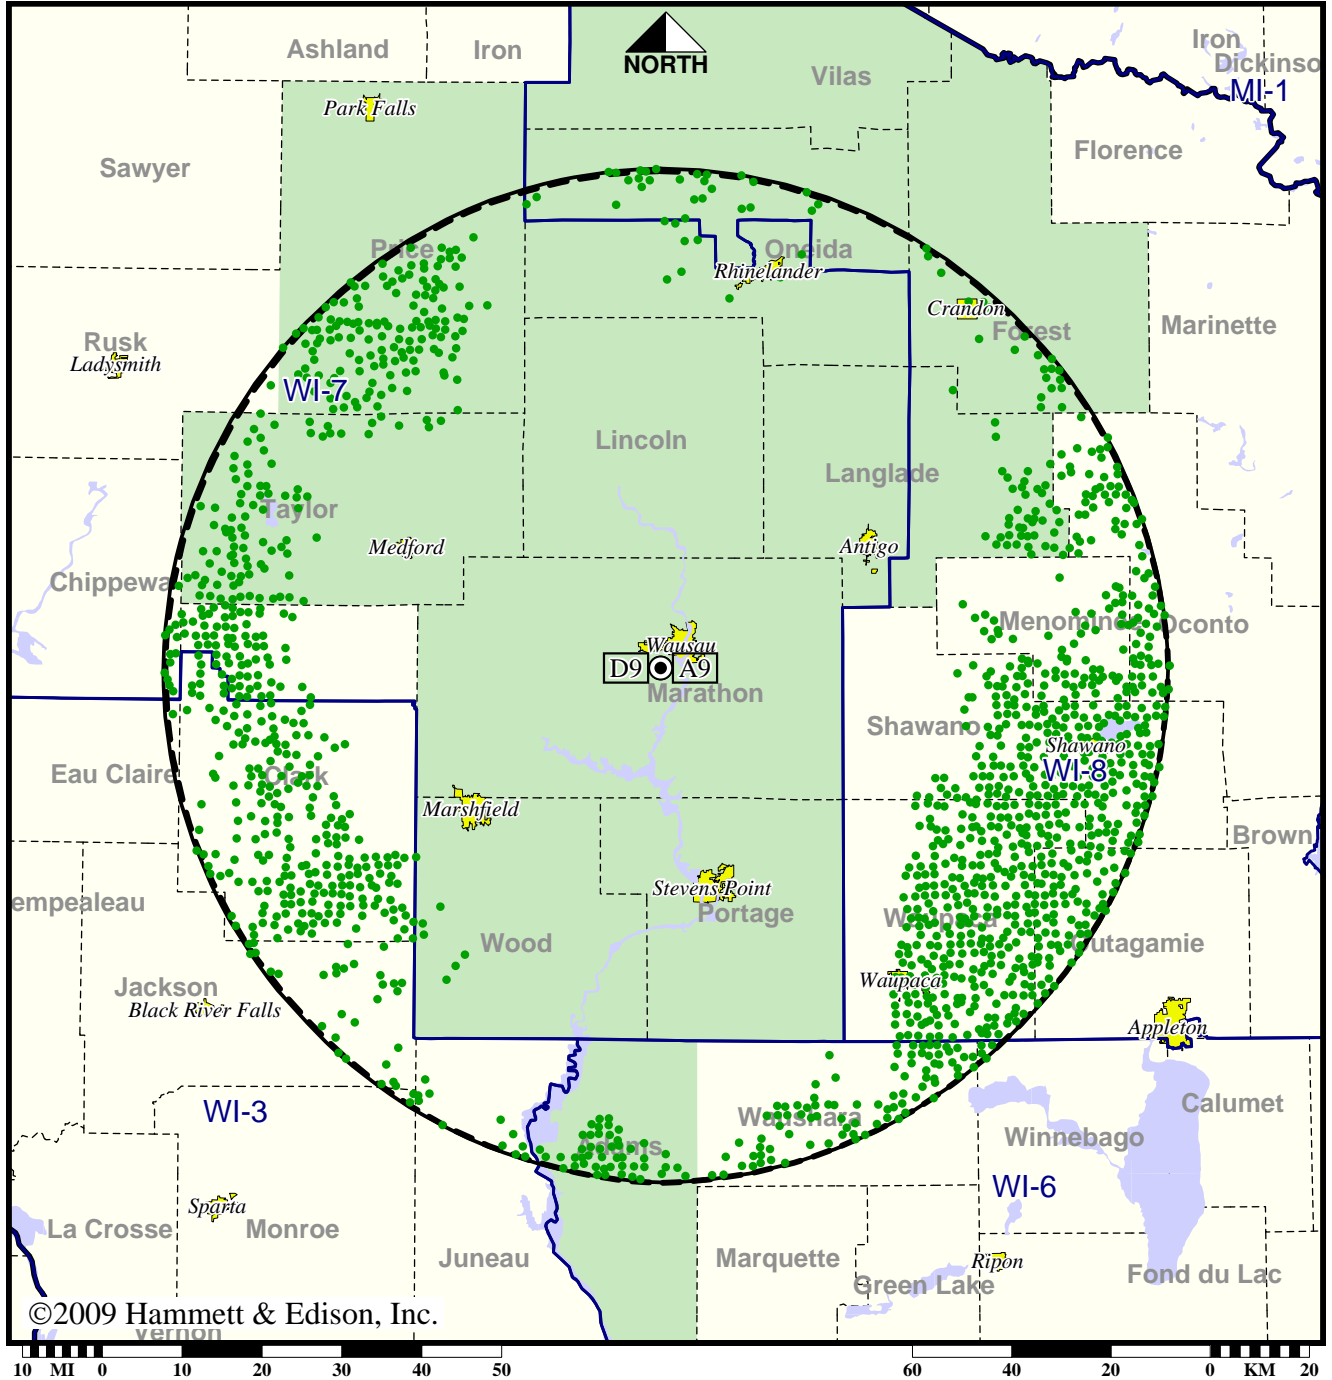 Ashland
Iron
NORTH
Vilas
Iron
Dickinso
MI-1
Park Falls
Sawyer
Florence
Price
Oneida
Rhinelander
Crandon
Forest
Marinette
Rusk
Ladysmith
WI-7
Lincoln
Langlade
Taylor
Medford
Antigo
Chippewa
Menominee
Oconto
Wausau
D9
A9
Marathon
Shawano
Shawano
WI-8
Eau Claire
Clark
Marshfield
Brown
Stevens Point
Portage
empealeau
Wood
Waupaca
Outagamie
Waupaca
Jackson
Black River Falls
Appleton
WI-3
Waushara
Calumet
Winnebago
Adams
WI-6
Sparta
La Crosse
Monroe
Juneau
Marquette
Ripon
Green Lake
Fond du Lac
©2009 Hammett & Edison, Inc.
Vernon
10 MI 0 10 20 30 40 50
60 40 20 0 KM 20